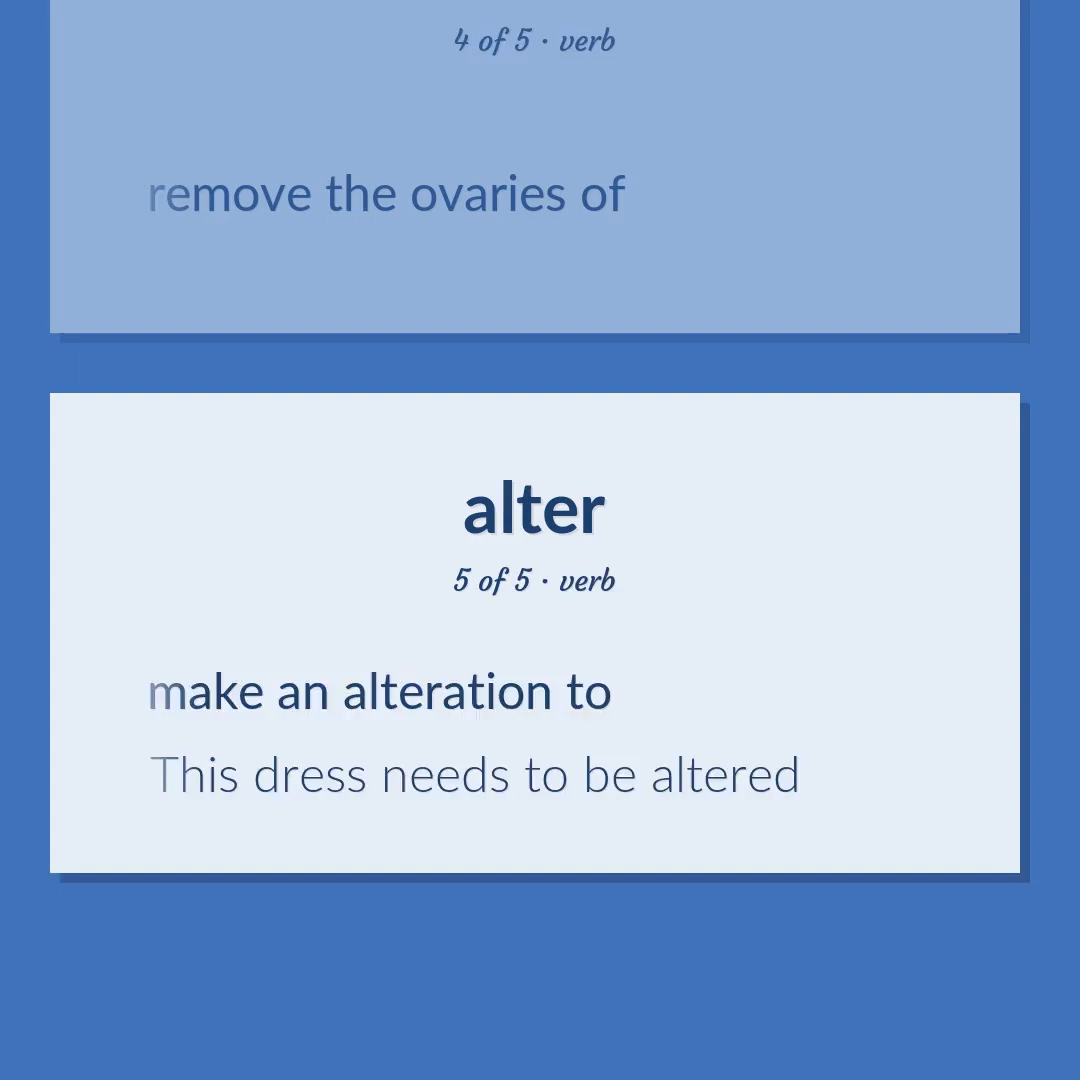 4 of 5 · verb
remove the ovaries of
alter
5 of 5 · verb
make an alteration to
This dress needs to be altered